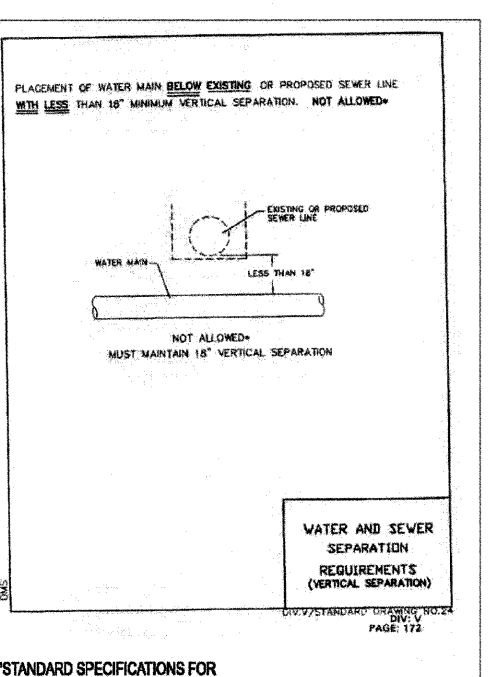 PLACEMENT OF WATER MAIN BELOW EXISTING OR PROPOSED SEWER LINE
WITH LESS THAN 18" MINIMUM VERTICAL SEPARATION. NOT ALLOWED*
EXISTING OR PROPOSED
SEWER LINE
WATER MAIN
LESS THAN 18"
NOT ALLOWED*
MUST MAINTAIN 18" VERTICAL SEPARATION
WATER AND SEWER
SEPARATION
REQUIREMENTS
(VERTICAL SEPARATION)
DMS
DIV.V/STANDARD DRAWING NO.24
DIV: V
PAGE: 172
"STANDARD SPECIFICATIONS FOR